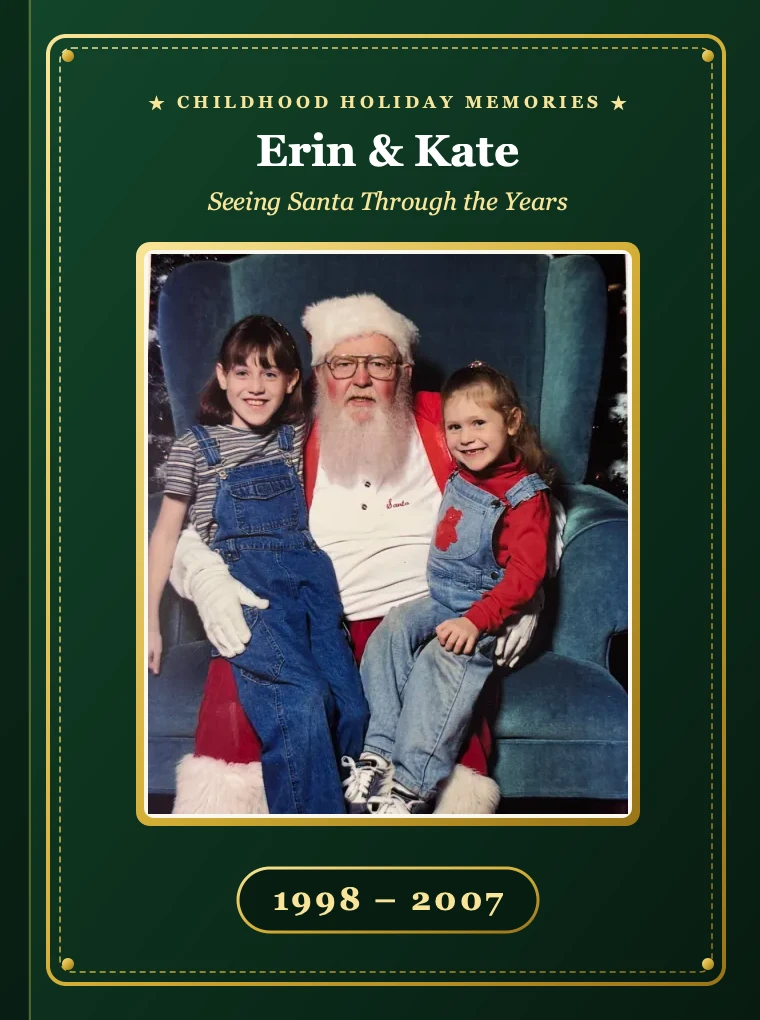 ★ CHILDHOOD HOLIDAY MEMORIES ★
Erin & Kate
Seeing Santa Through the Years
Santa
1998 – 2007